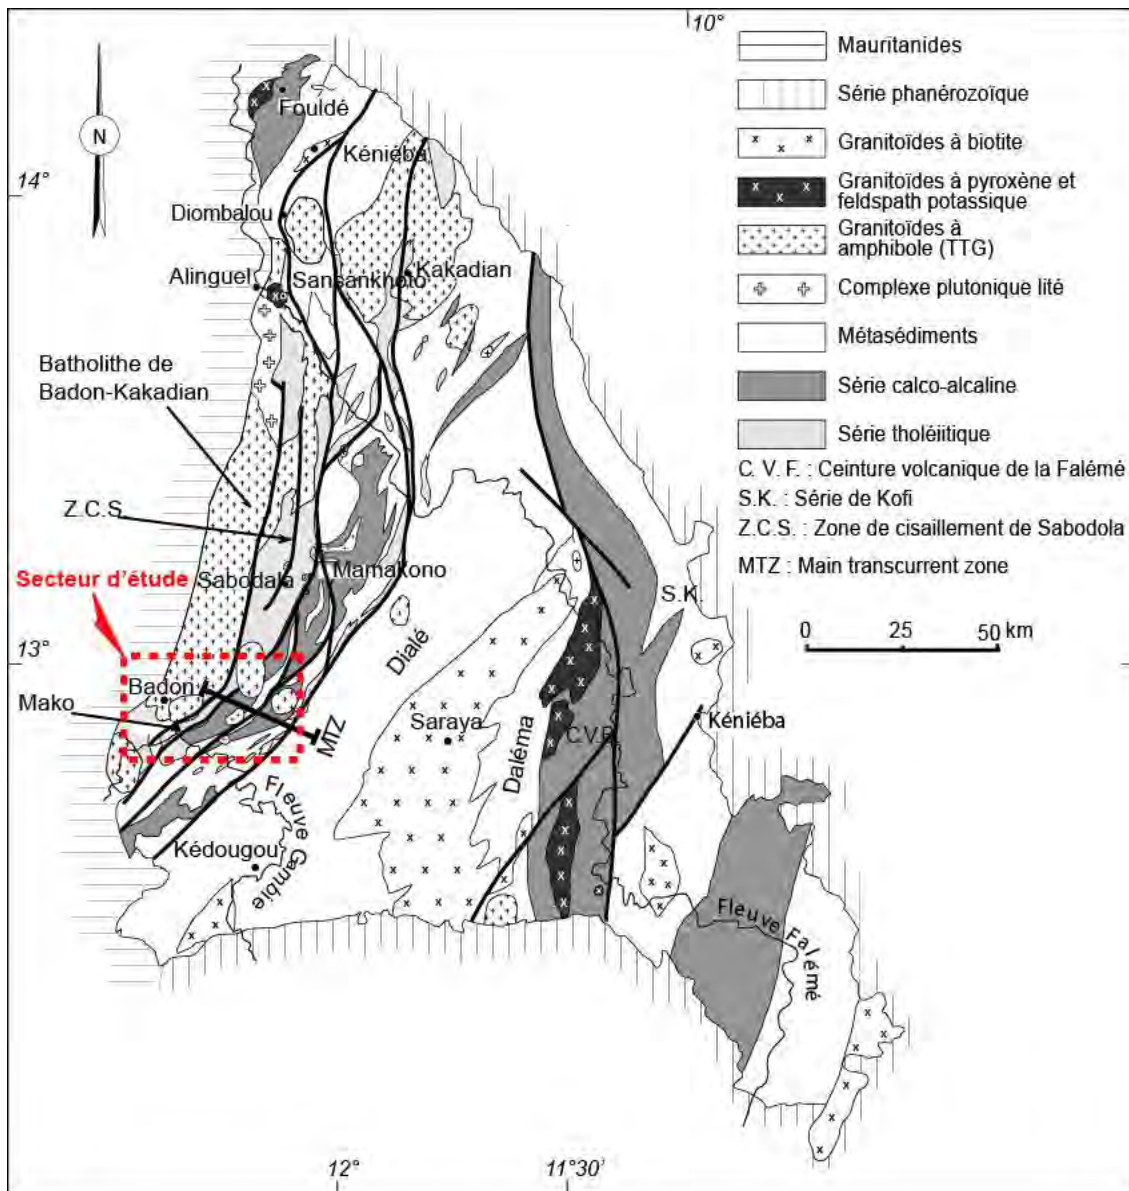 10°
Mauritanides
Série phanérozoïque
Granitoïdes à biotite
Granitoïdes à pyroxène et
feldspath potassique
Granitoïdes à
amphibole (TTG)
Complexe plutonique lité
Métasédiments
Série calco-alcaline
Série tholéiitique
C. V. F. : Ceinture volcanique de la Falémé
S.K. : Série de Kofi
Z.C.S. : Zone de cisaillement de Sabodola
MTZ : Main transcurrent zone
0 25 50 km
N
14°
13°
Fouldé
Kéniéba
Diombalou
Alinguel
Sansankhoto
Kakadian
Batholithe de
Badon-Kakadian
Z.C.S
Secteur d'étude
Sabodala
Mamakono
S.K.
Dialé
Badon
Mako
MTZ
Saraya
Daléma
C.V.F.
Kéniéba
Fleuve Gambie
Kédougou
Fleuve Falémé
12°
11°30'